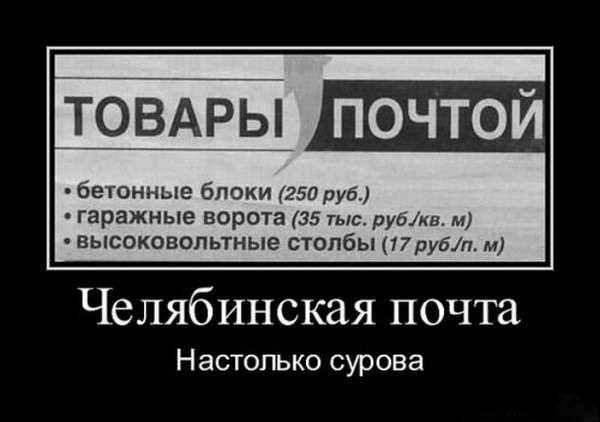 ТОВАРЫ ПОЧТОЙ
• бетонные блоки (250 руб.)
• гаражные ворота (35 тыс. руб./кв. м)
• высоковольтные столбы (17 руб./п. м)
Челябинская почта
Настолько сурова